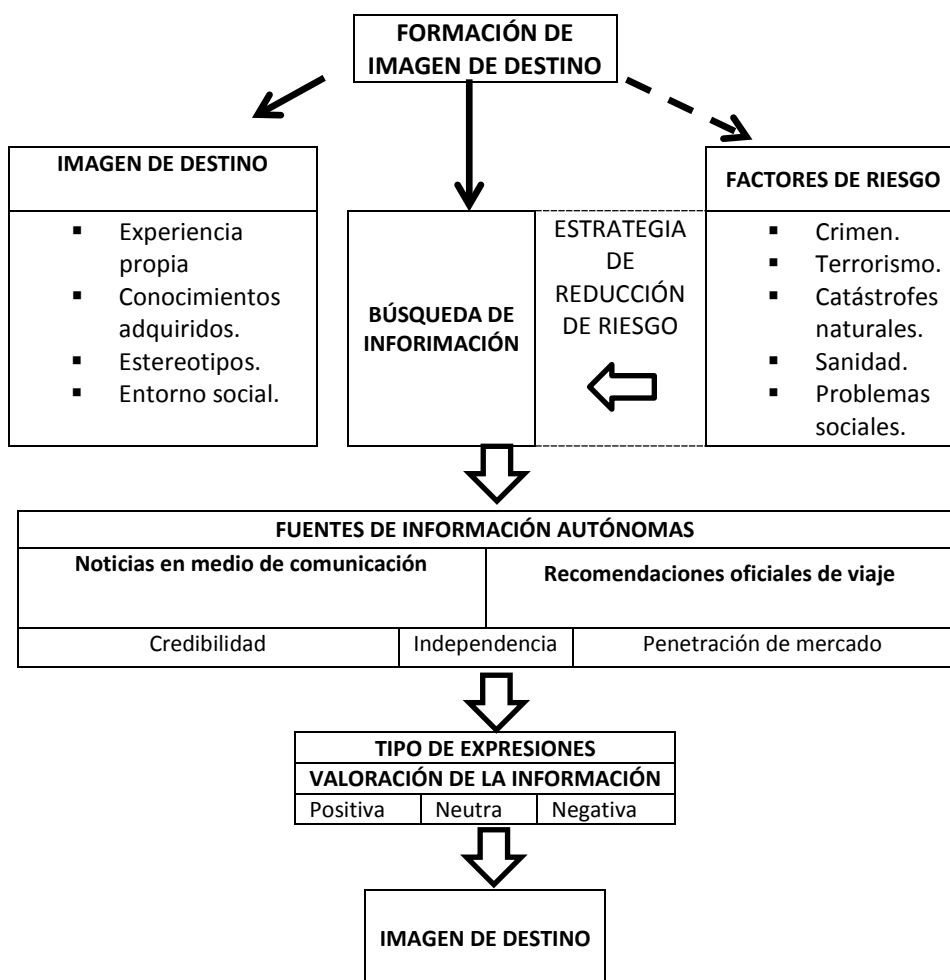 FORMACIÓN DE
IMAGEN DE DESTINO
IMAGEN DE DESTINO
▪ Experiencia
propia
▪ Conocimientos
adquiridos.
▪ Estereotipos.
▪ Entorno social.
BÚSQUEDA DE
INFORIMACIÓN
ESTRATEGIA
DE
REDUCCIÓN
DE RIESGO
FACTORES DE RIESGO
▪ Crimen.
▪ Terrorismo.
▪ Catástrofes
naturales.
▪ Sanidad.
▪ Problemas
sociales.
FUENTES DE INFORMACIÓN AUTÓNOMAS
Noticias en medio de comunicación
Recomendaciones oficiales de viaje
Credibilidad
Independencia
Penetración de mercado
TIPO DE EXPRESIONES
VALORACIÓN DE LA INFORMACIÓN
Positiva
Neutra
Negativa
IMAGEN DE DESTINO